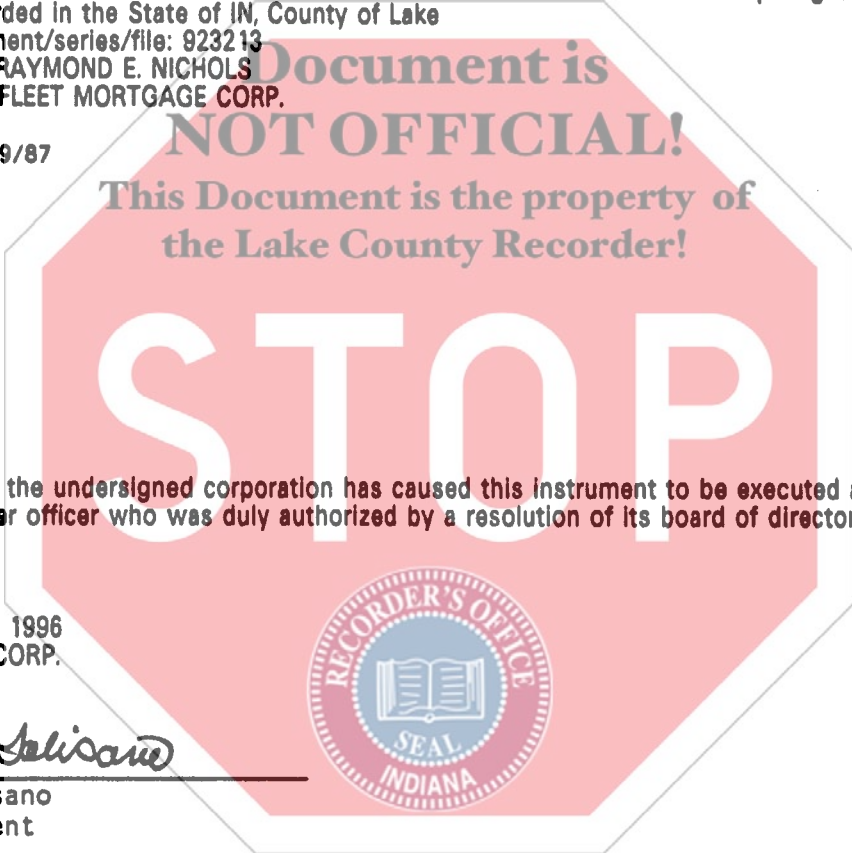 ded in the State of IN, County of Lake
ent/series/file: 923213
RAYMOND E. NICHOLS
FLEET MORTGAGE CORP.
9/87
Document is
NOT OFFICIAL!
This Document is the property of
the Lake County Recorder!
STOP
the undersigned corporation has caused this instrument to be executed
r officer who was duly authorized by a resolution of its board of director
1996
CORP.
RECORDER'S OFFICE
SEAL
INDIANA
Salisano
sano
ent